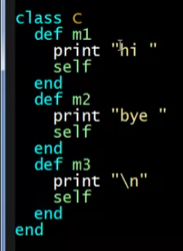 class C
  def m1
    print "hi "
    self
  end
  def m2
    print "bye "
    self
  end
  def m3
    print "\n"
    self
  end
end